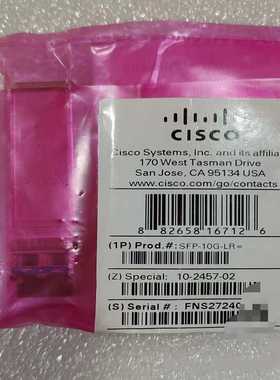 CISCO
Cisco Systems, Inc. and its affilia
170 West Tasman Drive
San Jose, CA 95134 USA
www.cisco.com/go/contacts
8 82658 16712 6
(1P) Prod.#: SFP-10G-LR=
(Z) Special: 10-2457-02
(S) Serial #: FNS2724